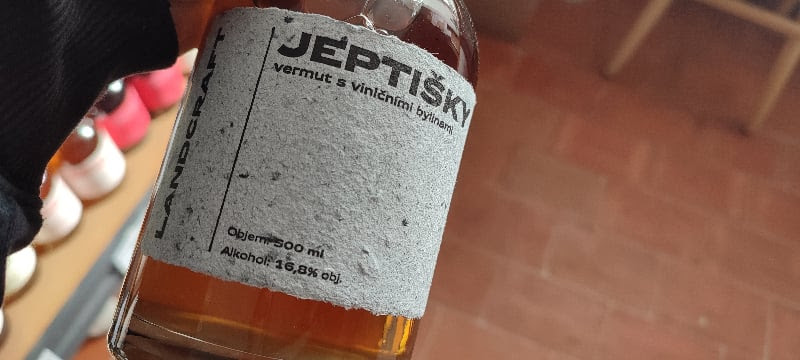 LANDCRAFT
JEPTIŠKY
vermut s viničními bylinami
Objem: 500 ml
Alkohol: 16,8% obj.